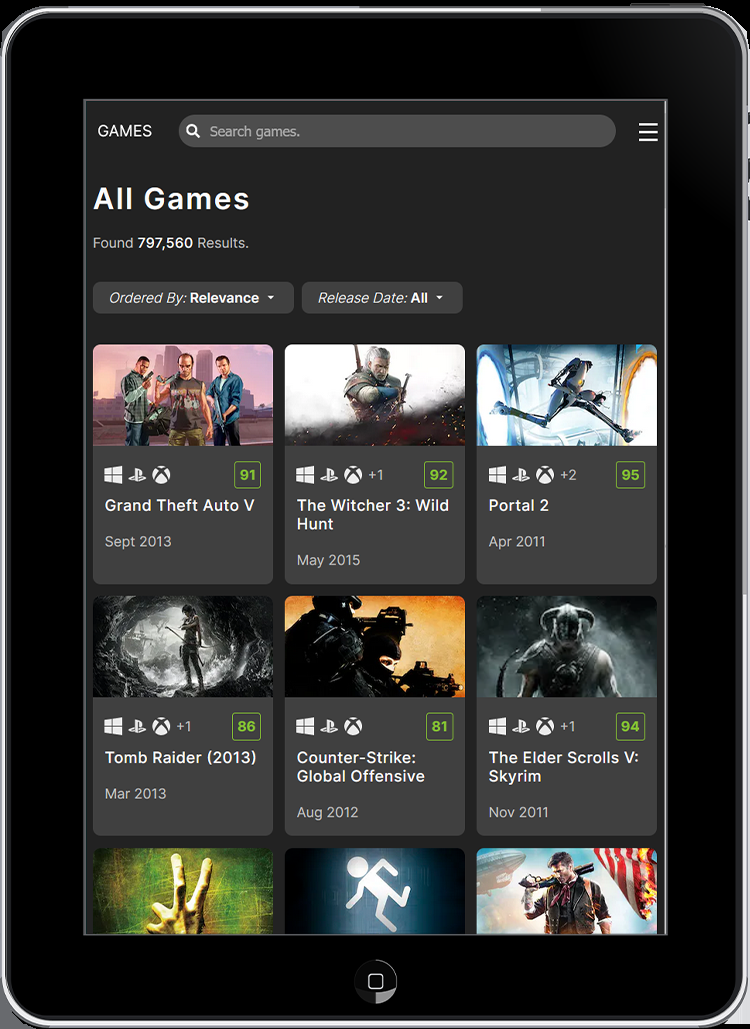 GAMES
Search games.
All Games
Found 797,560 Results.
Ordered By: Relevance
Release Date: All
91
Grand Theft Auto V
Sept 2013
+1
92
The Witcher 3: Wild
Hunt
May 2015
+2
95
Portal 2
Apr 2011
+1
86
Tomb Raider (2013)
Mar 2013
81
Counter-Strike:
Global Offensive
Aug 2012
+1
94
The Elder Scrolls V:
Skyrim
Nov 2011